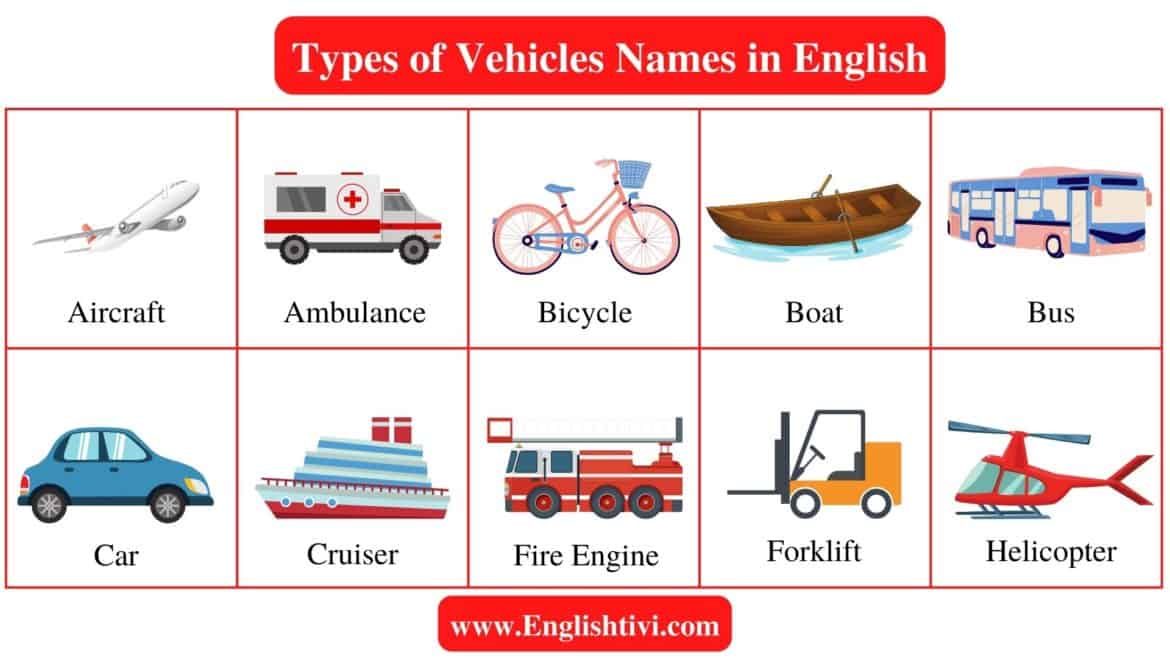 Types of Vehicles Names in English
Aircraft
Ambulance
Bicycle
Boat
Bus
Car
Cruiser
Fire Engine
Forklift
Helicopter
www.Englishtivi.com